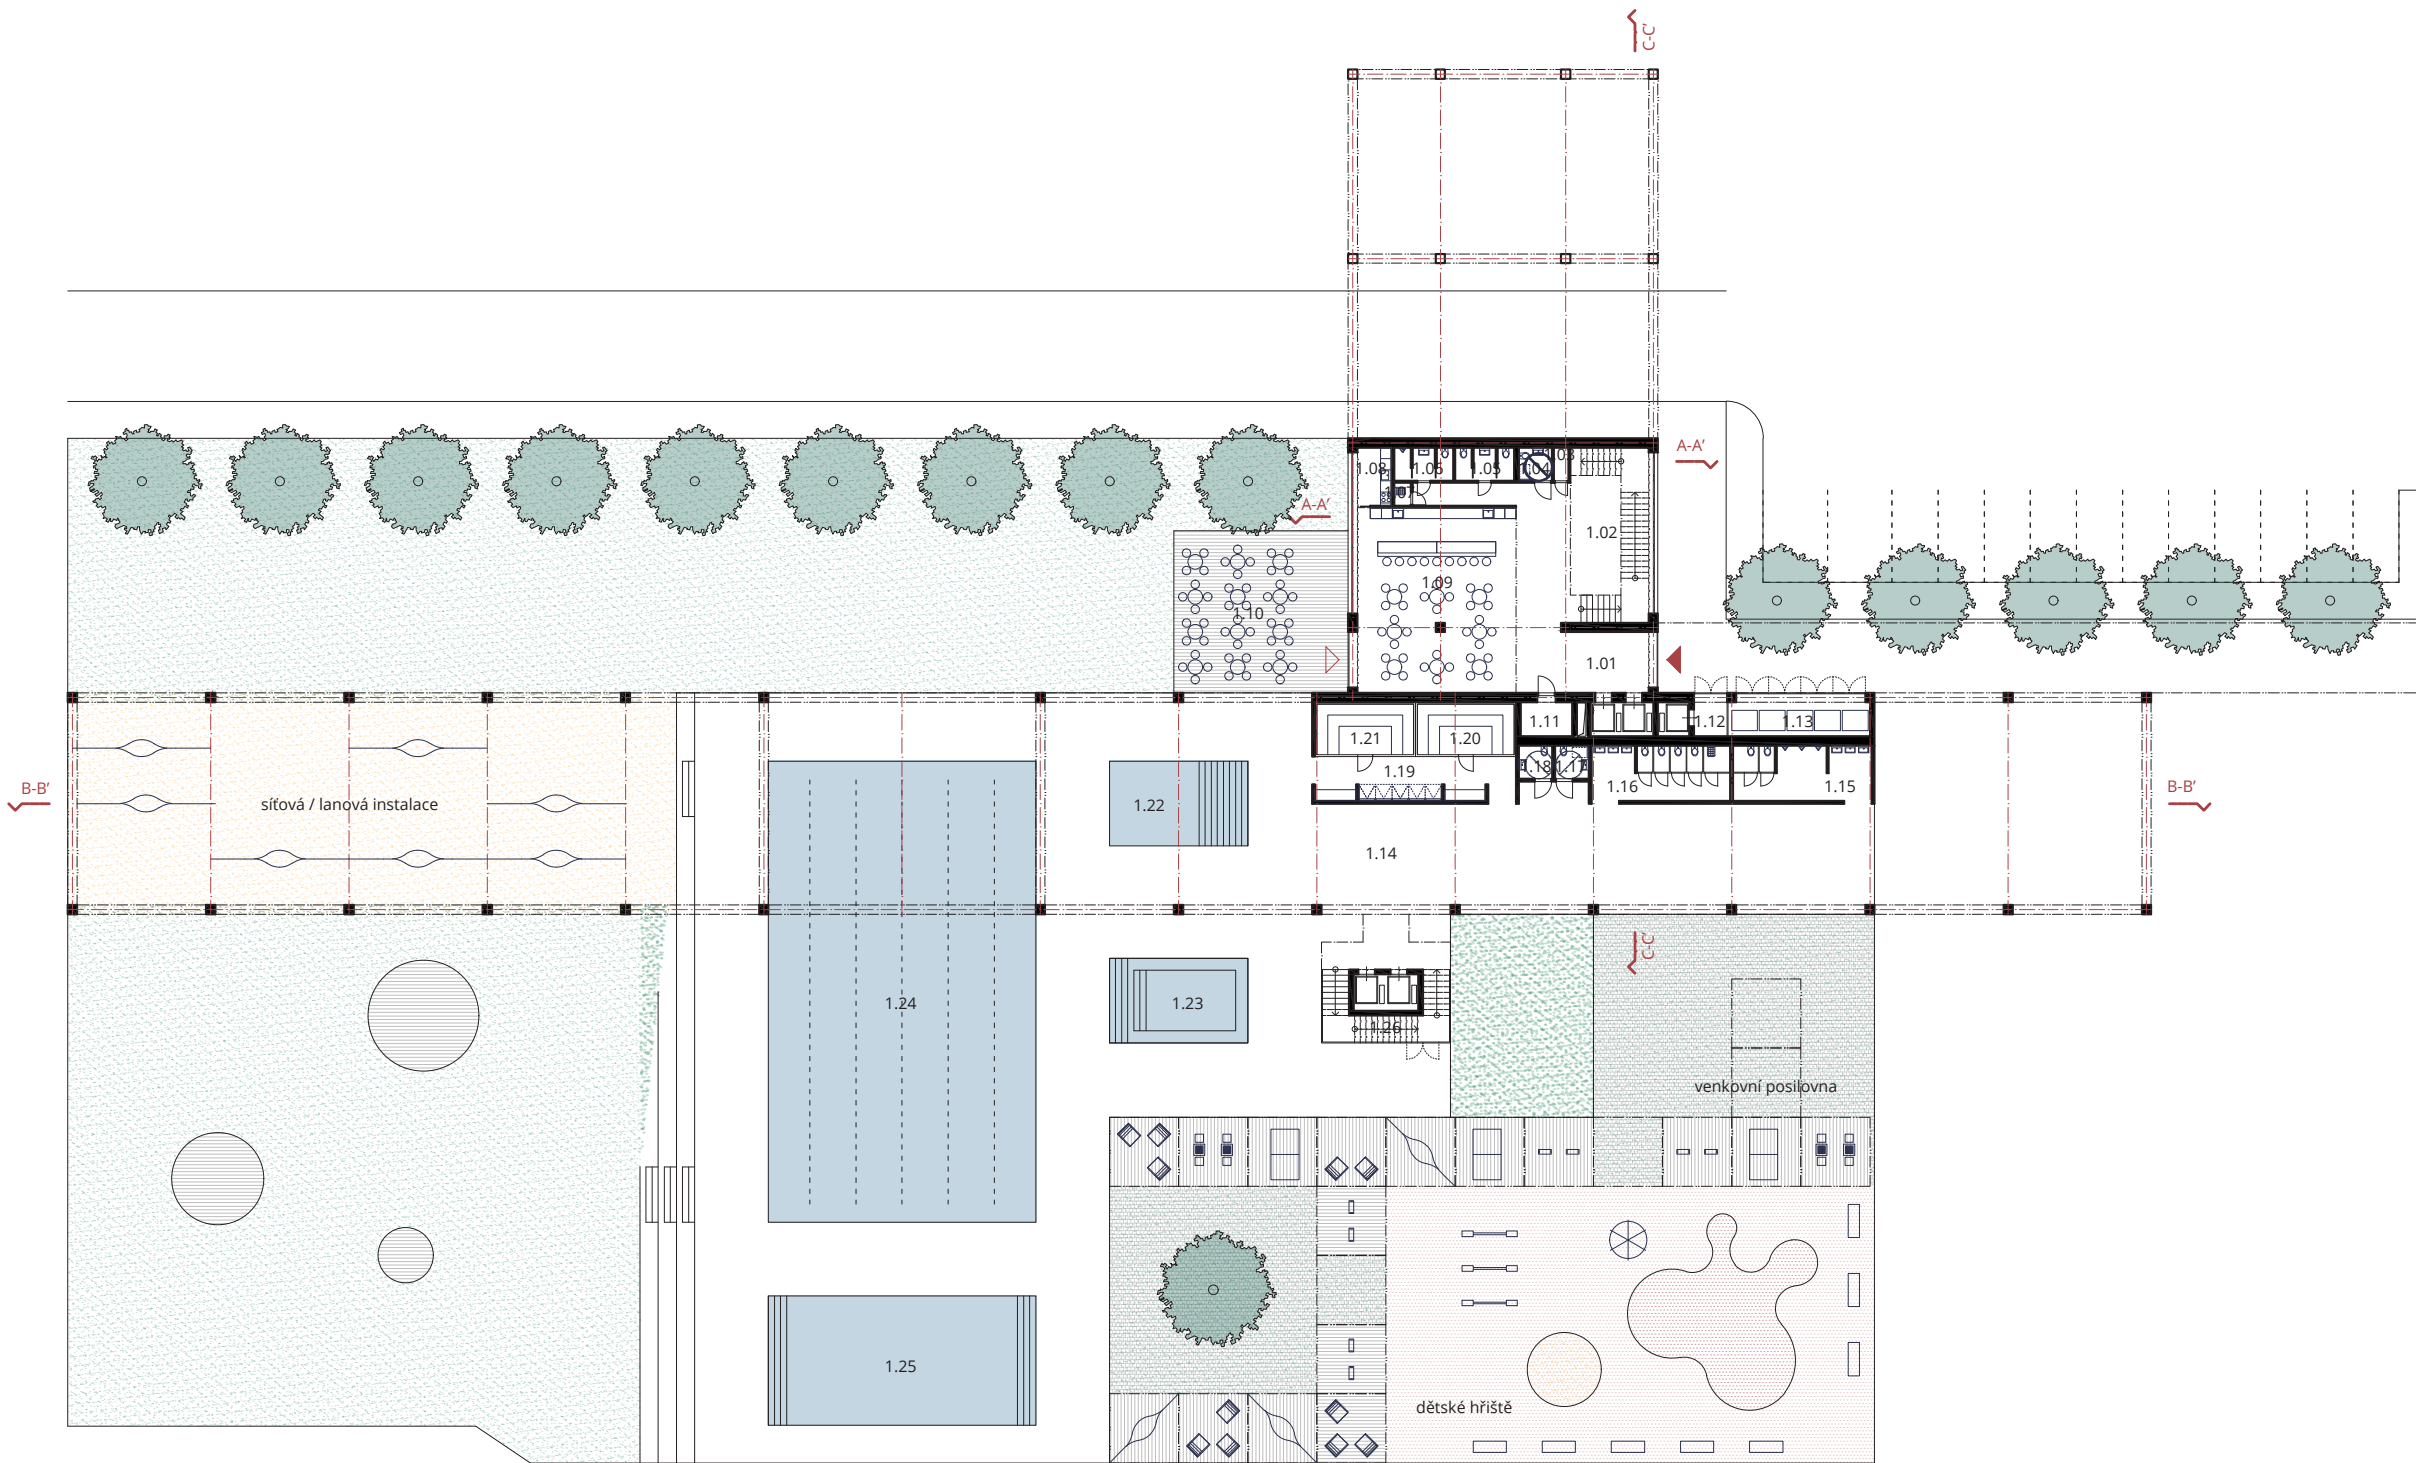 C-C'
A-A'
1.08
1.06
1.05
1.04
1.03
1.07
A-A'
1.02
1.09
1.10
1.01
1.11
1.12
1.13
1.21
1.20
1.18
1.17
1.19
1.16
1.15
B-B'
síťová / lanová instalace
1.22
B-B'
1.14
C-C'
1.24
1.23
1.26
venkovní posilovna
1.25
dětské hřiště